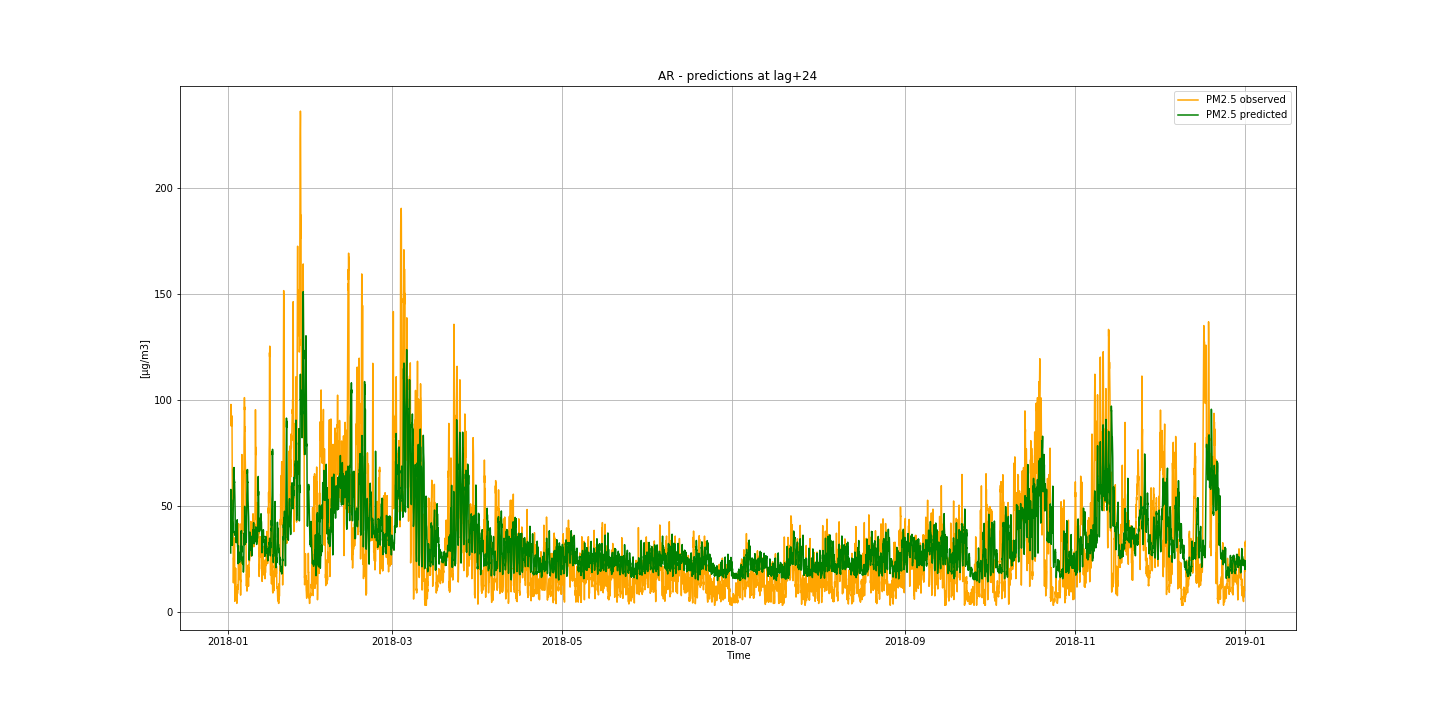 AR - predictions at lag+24
PM2.5 observed
PM2.5 predicted
200
150
100
50
0
[µg/m3]
2018-01
2018-03
2018-05
2018-07
2018-09
2018-11
2019-01
Time